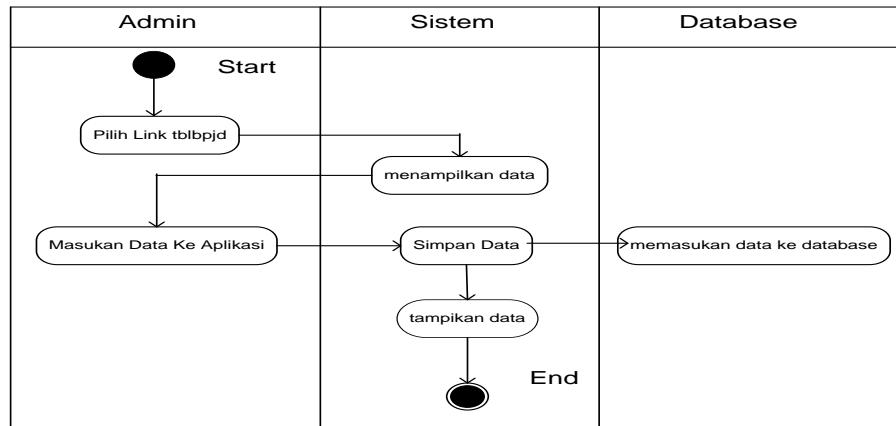 Admin
Sistem
Database
Start
Pilih Link tblbpjd
menampilkan data
Masukan Data Ke Aplikasi
Simpan Data
memasukan data ke database
tampikan data
End